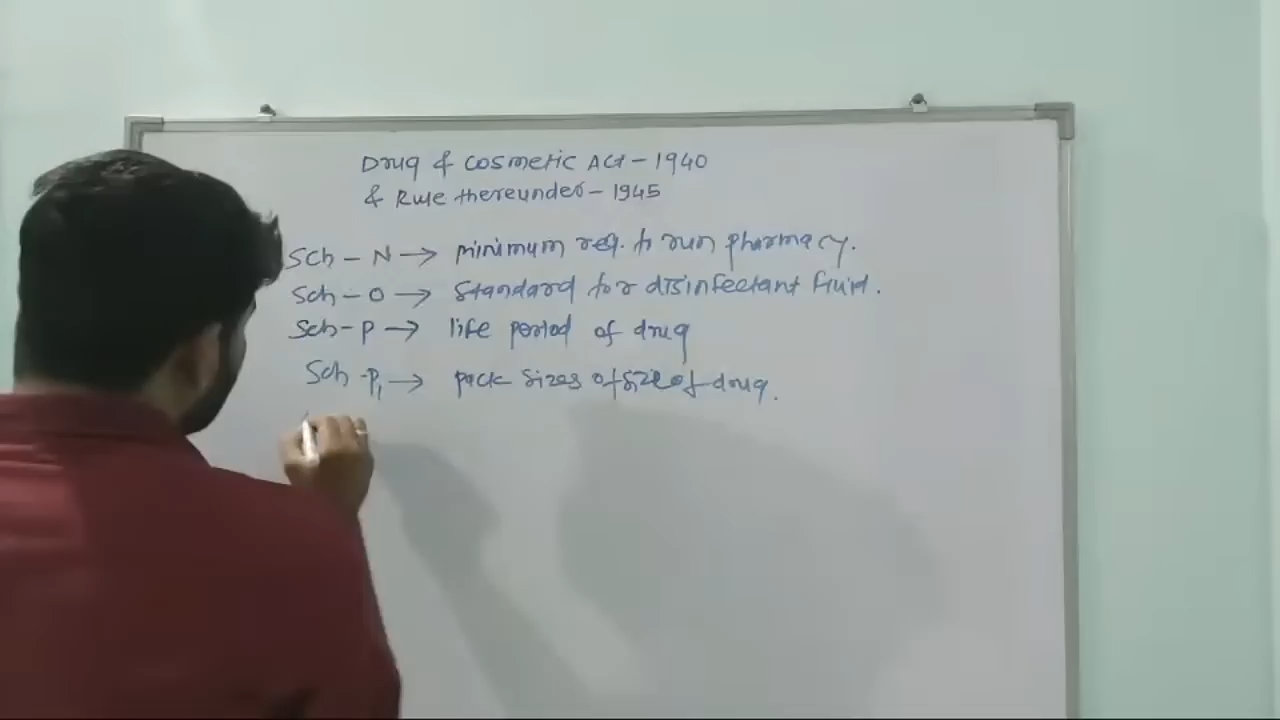 Drug & Cosmetic Act - 1940
& Rule thereunder - 1945
Sch - N → minimum req. to run pharmacy.
Sch - O → Standard for disinfectant fluid.
Sch - P → life period of drug
Sch - P1 → pack sizes of size of drug.